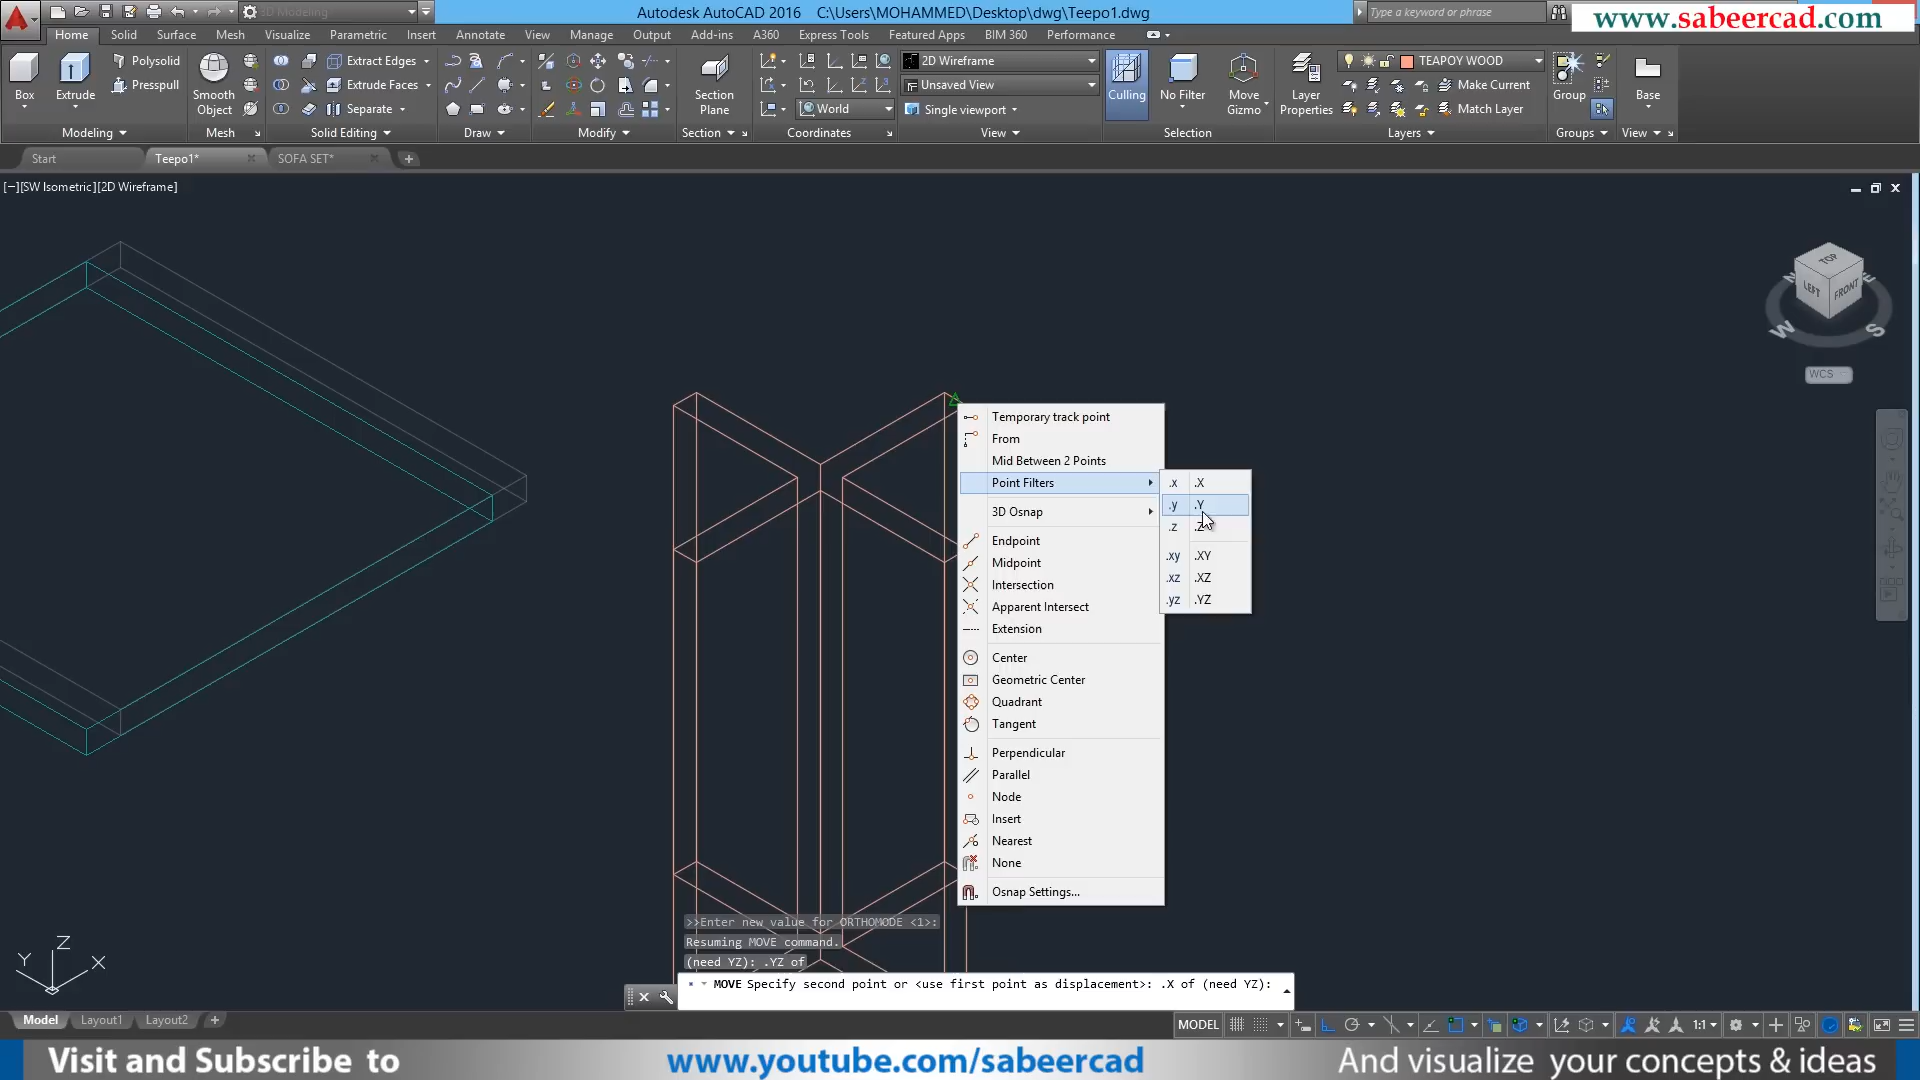 3D Modeling
Autodesk AutoCAD 2016 C:\Users\MOHAMMED\Desktop\dwg\Teepo1.dwg
Type a keyword or phrase
www.sabeercad.com
Home Solid Surface Mesh Visualize Parametric Insert Annotate View Manage Output Add-ins A360 Express Tools Featured Apps BIM 360 Performance
Polysolid
Presspull
Extract Edges
Extrude Faces
Separate
2D Wireframe
Unsaved View
World
Single viewport
TEAPOY WOOD
Make Current
Match Layer
Box
Extrude
Smooth
Object
Section
Plane
Culling
No Filter
Move
Gizmo
Layer
Properties
Group
Base
Modeling Mesh Solid Editing Draw Modify Section Coordinates View Selection Layers Groups View
Start Teepo1* SOFA SET*
[−][SW Isometric][2D Wireframe]
TOP
LEFT
FRONT
N
E
W
S
WCS
Temporary track point
From
Mid Between 2 Points
Point Filters
3D Osnap
Endpoint
Midpoint
Intersection
Apparent Intersect
Extension
Center
Geometric Center
Quadrant
Tangent
Perpendicular
Parallel
Node
Insert
Nearest
None
Osnap Settings...
.x .X
.y .Y
.z .Z
.xy .XY
.xz .XZ
.yz .YZ
Z
Y
X
>>Enter new value for ORTHOMODE <1>:
Resuming MOVE command.
(need YZ): .YZ of
MOVE Specify second point or <use first point as displacement>: .X of (need YZ):
Model Layout1 Layout2
MODEL
1:1
Visit and Subscribe to www.youtube.com/sabeercad And visualize your concepts & ideas